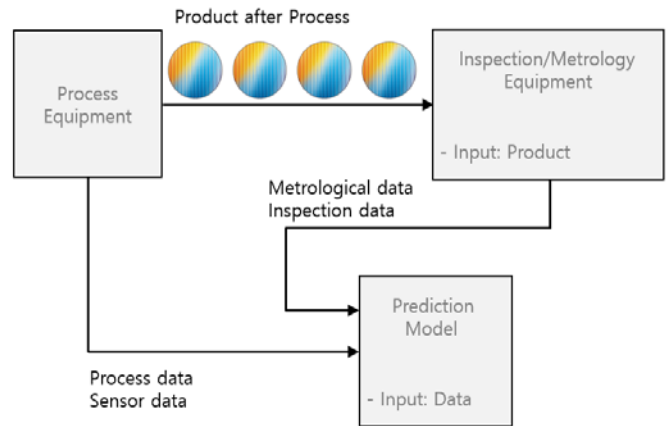 Product after Process
Process
Equipment
Inspection/Metrology
Equipment
- Input: Product
Metrological data
Inspection data
Prediction
Model
- Input: Data
Process data
Sensor data